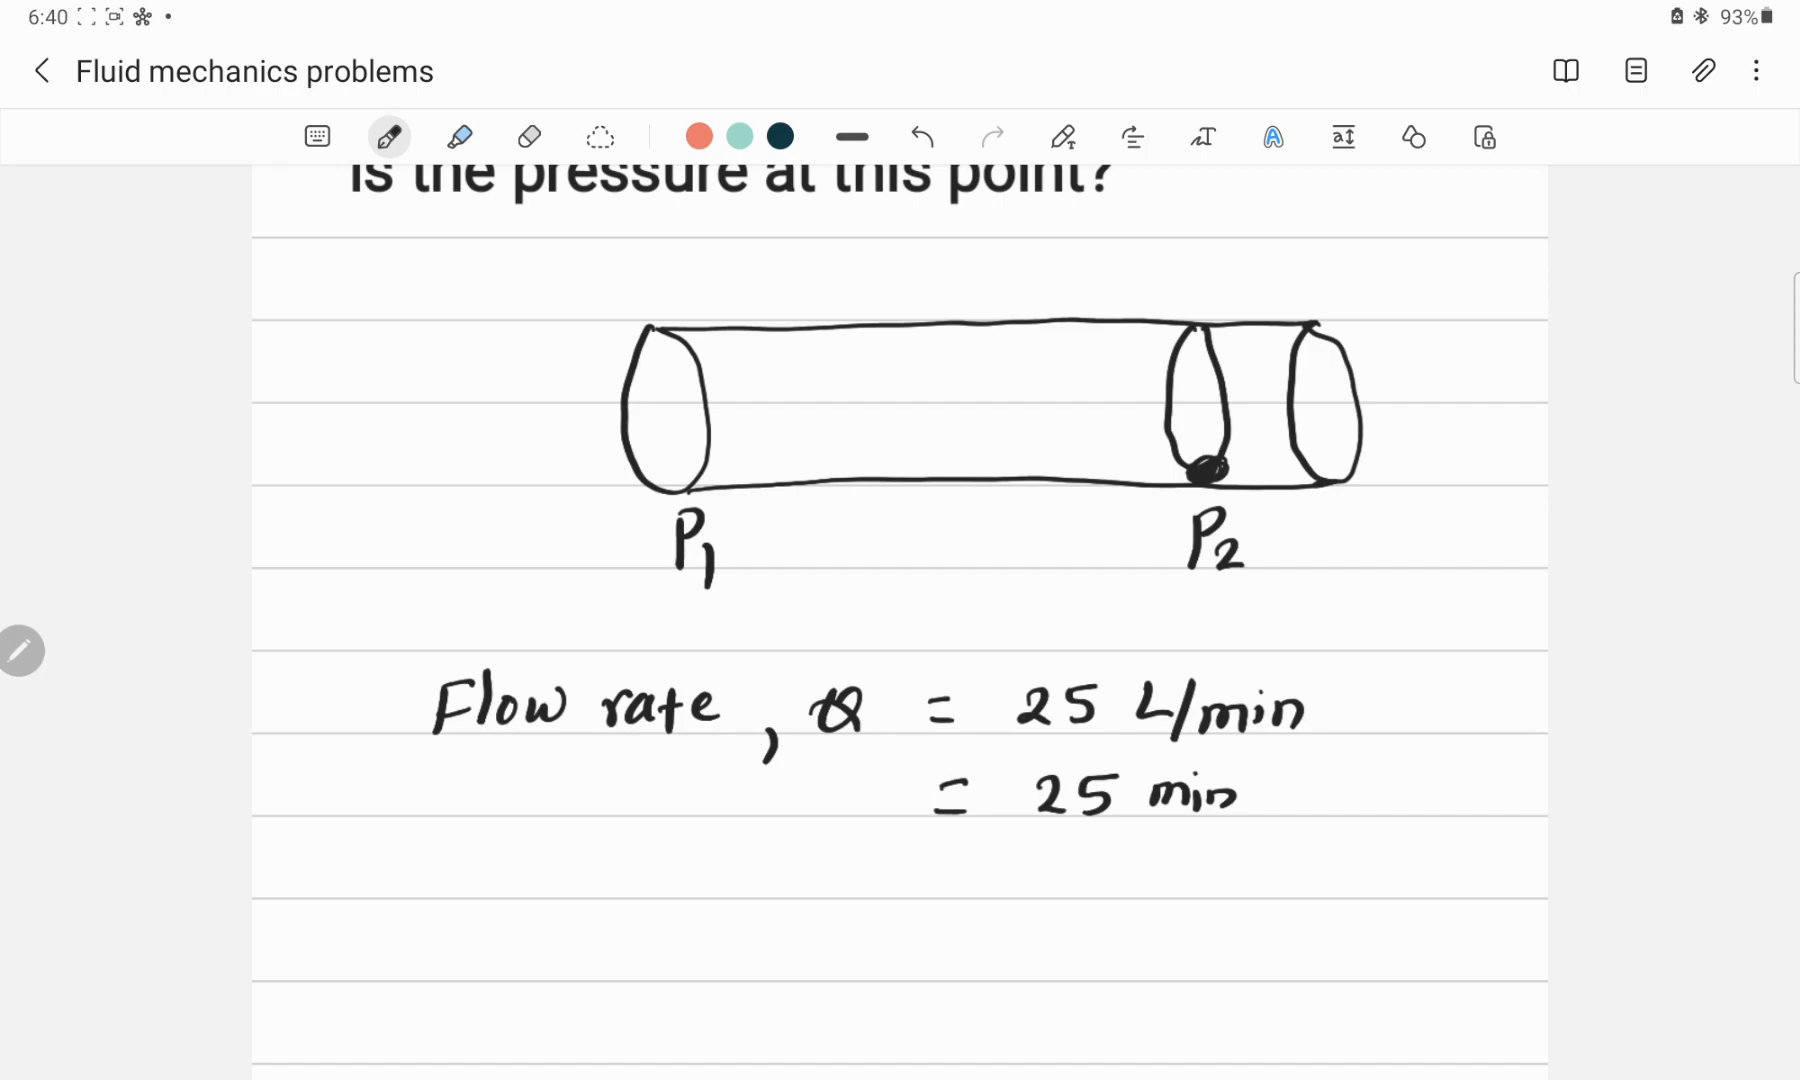 6:40
93%
Fluid mechanics problems
is the pressure at this point?
P1
P2
Flow rate, Q = 25 L/min
= 25 min